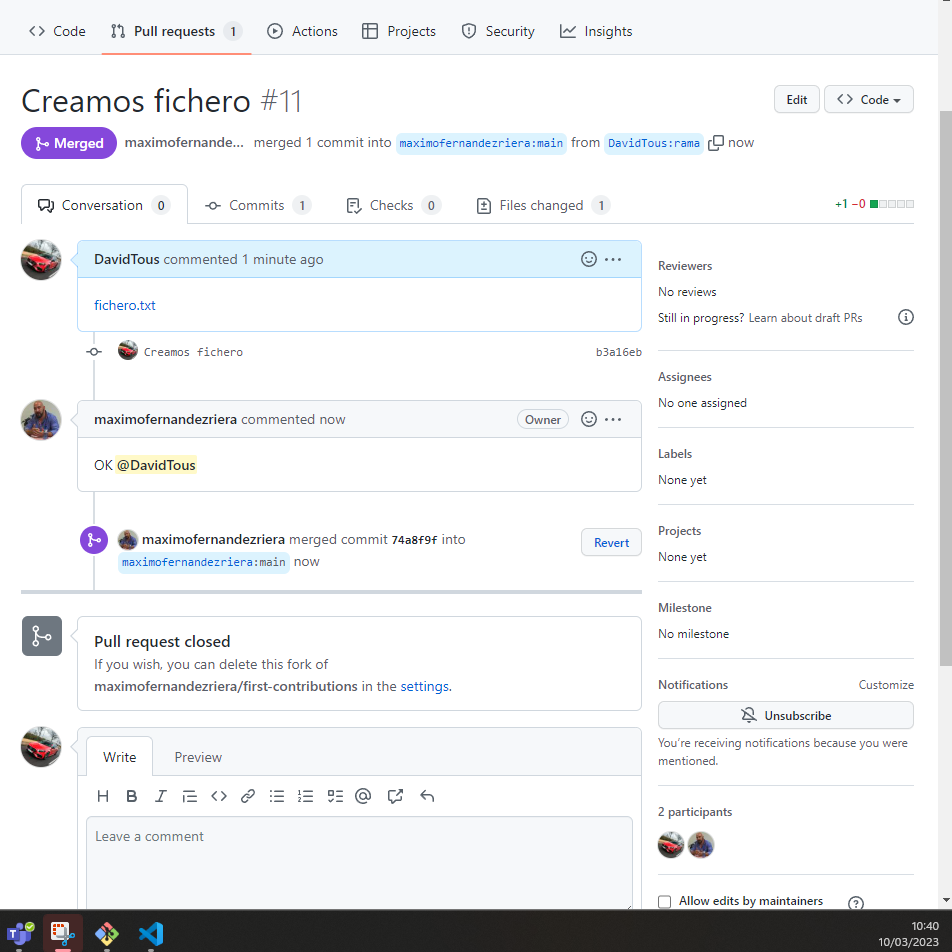 Code Pull requests 1 Actions Projects Security Insights
Creamos fichero #11
Edit Code
Merged maximofernande... merged 1 commit into maximofernandezriera:main from DavidTous:rama now
Conversation 0 Commits 1 Checks 0 Files changed 1 +1 −0
DavidTous commented 1 minute ago
fichero.txt
Creamos fichero b3a16eb
maximofernandezriera commented now Owner
OK @DavidTous
maximofernandezriera merged commit 74a8f9f into
maximofernandezriera:main now
Revert
Pull request closed
If you wish, you can delete this fork of
maximofernandezriera/first-contributions in the settings.
Write Preview
Leave a comment
Reviewers
No reviews
Still in progress? Learn about draft PRs
Assignees
No one assigned
Labels
None yet
Projects
None yet
Milestone
No milestone
Notifications Customize
Unsubscribe
You're receiving notifications because you were
mentioned.
2 participants
Allow edits by maintainers
10:40
10/03/2023